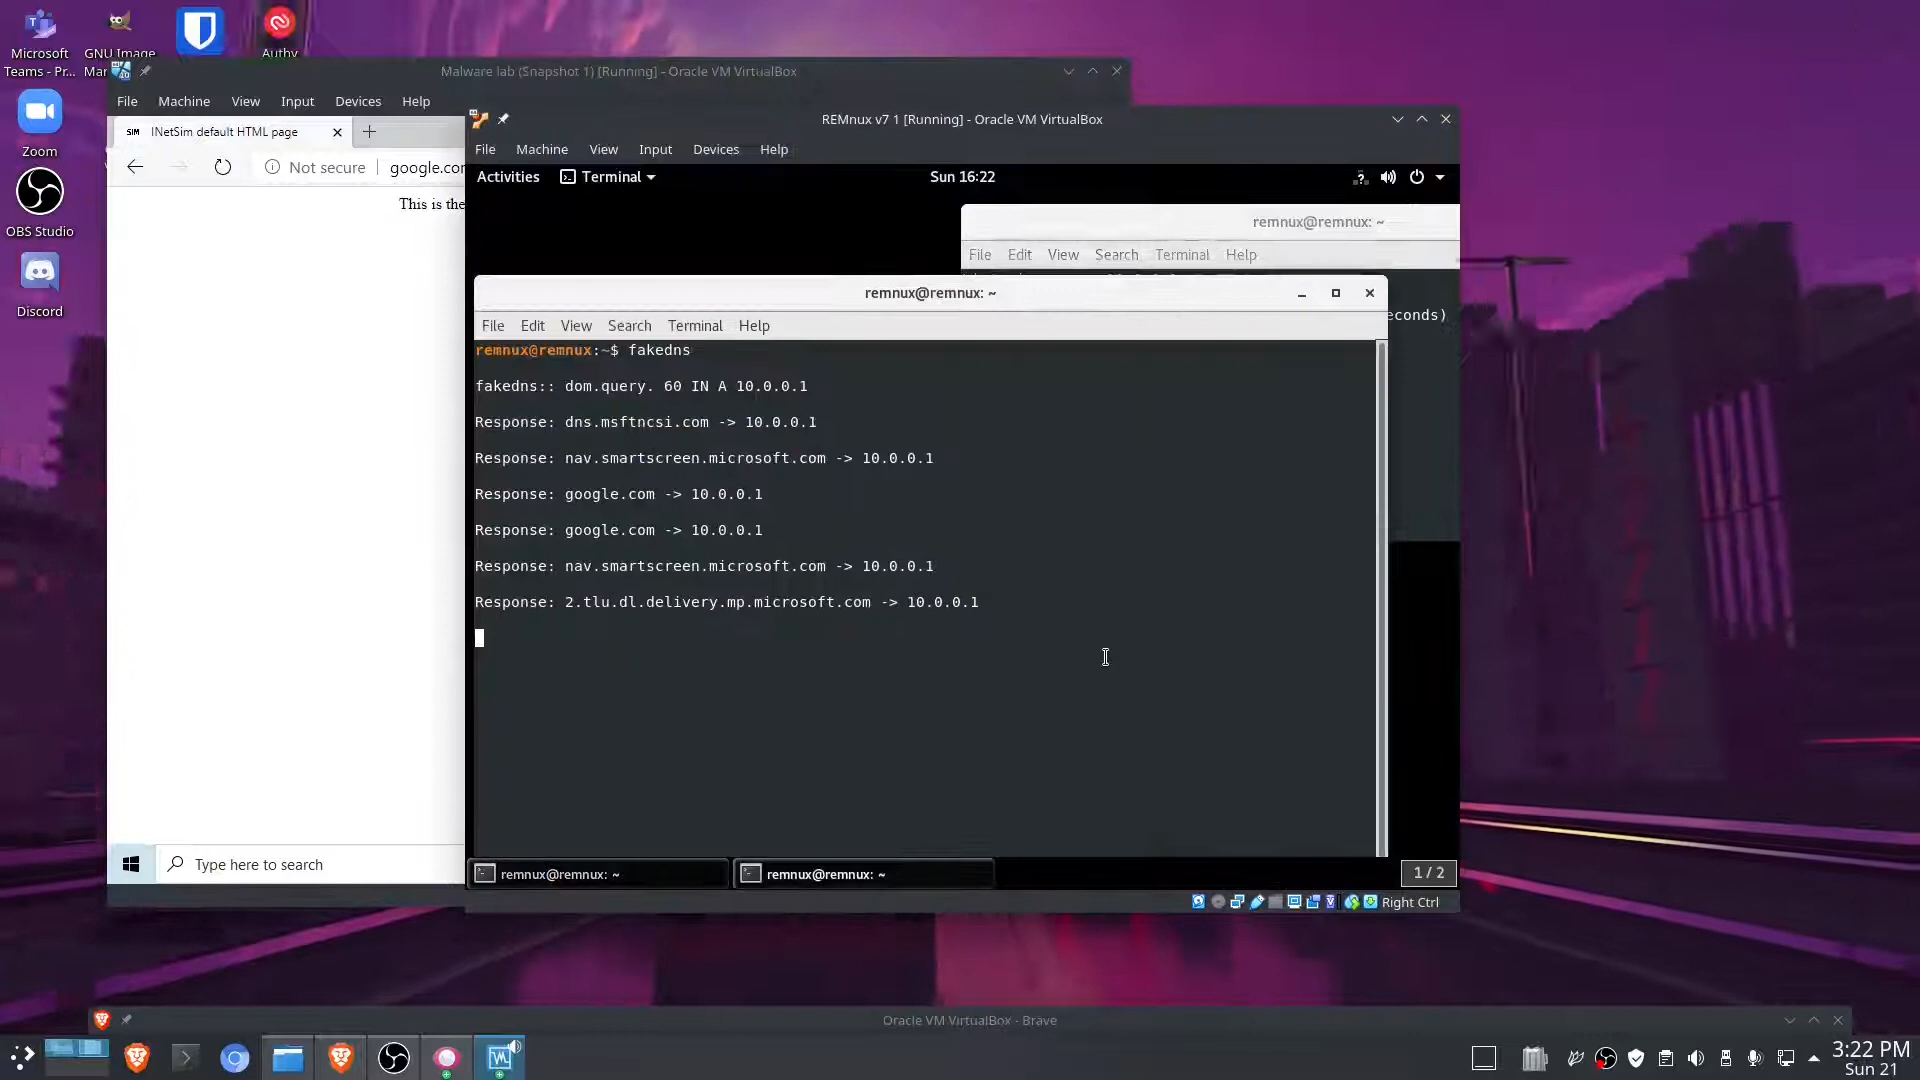 Microsoft
Teams - Pr...
GNU Image
Mar
Authy
Zoom
OBS Studio
Discord
Malware lab (Snapshot 1) [Running] - Oracle VM VirtualBox
File Machine View Input Devices Help
SIM INetSim default HTML page
Not secure google.com
This is the
Type here to search
REMnux v7 1 [Running] - Oracle VM VirtualBox
File Machine View Input Devices Help
Activities Terminal Sun 16:22
remnux@remnux: ~
File Edit View Search Terminal Help
econds)
remnux@remnux: ~
File Edit View Search Terminal Help
remnux@remnux:~$ fakedns
fakedns:: dom.query. 60 IN A 10.0.0.1
Response: dns.msftncsi.com -> 10.0.0.1
Response: nav.smartscreen.microsoft.com -> 10.0.0.1
Response: google.com -> 10.0.0.1
Response: google.com -> 10.0.0.1
Response: nav.smartscreen.microsoft.com -> 10.0.0.1
Response: 2.tlu.dl.delivery.mp.microsoft.com -> 10.0.0.1
remnux@remnux: ~
remnux@remnux: ~
1 / 2
Right Ctrl
Oracle VM VirtualBox - Brave
3:22 PM
Sun 21